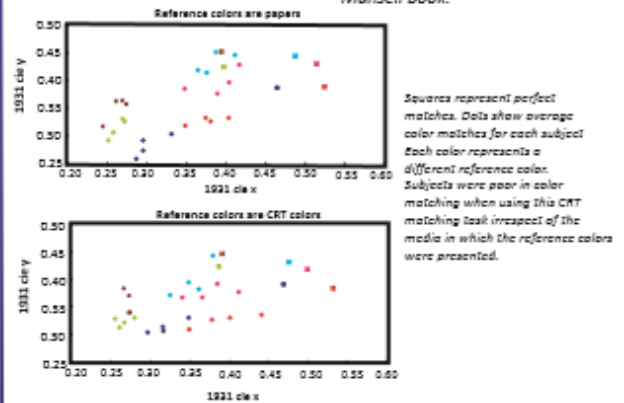 Munsell Book.
Reference colors are papers
0.50
0.45
0.40
0.35
0.30
0.25
1931 cie y
0.20 0.25 0.30 0.35 0.40 0.45 0.50 0.55 0.60
1931 cie x
Squares represent perfect
matches. Dots show average
color matches for each subject
Each color represents a
different reference color.
Subjects were poor in color
matching when using this CRT
matching task irrespect of the
media in which the reference colors
were presented.
Reference colors are CRT colors
0.50
0.45
0.40
0.35
0.30
0.25
1931 cie y
0.20 0.25 0.30 0.35 0.40 0.45 0.50 0.55 0.60
1931 cie x